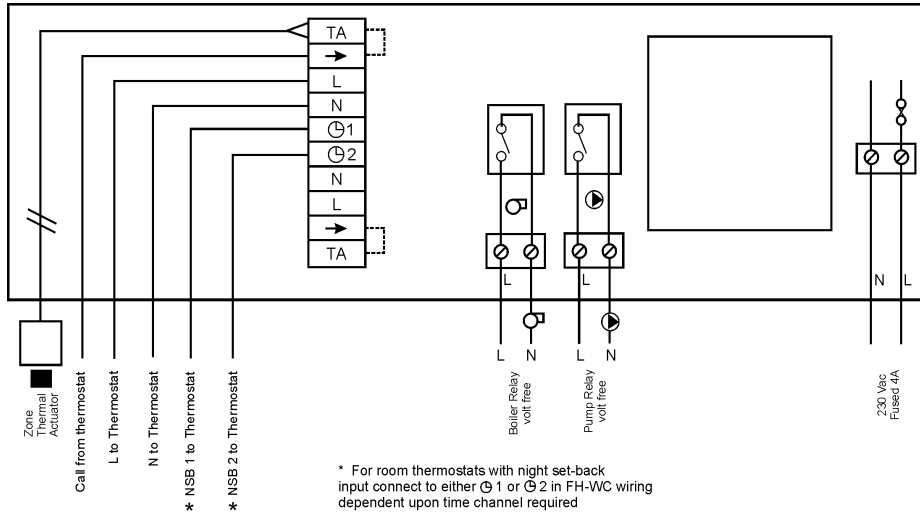 TA
→
L
N
1
2
N
L
→
TA
L
L
N
L
L
N
L
N
Zone
Thermal
Actuator
Call from thermostat
L to Thermostat
N to Thermostat
* NSB 1 to Thermostat
* NSB 2 to Thermostat
Boiler Relay
volt free
Pump Relay
volt free
230 Vac
Fused 4A
* For room thermostats with night set-back
input connect to either 1 or 2 in FH-WC wiring
dependent upon time channel required